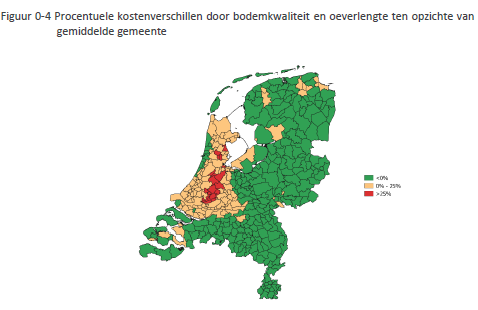 Figuur 0-4 Procentuele kostenverschillen door bodemkwaliteit en oeverlengte ten opzichte van
gemiddelde gemeente
<0%
0% - 25%
>25%